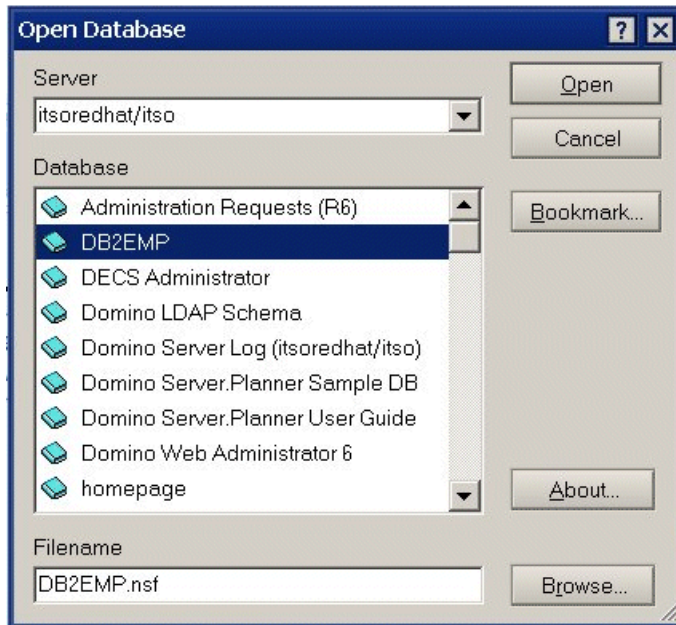 Open Database
Server
itsoredhat/itso
Open
Cancel
Database
Administration Requests (R6)
DB2EMP
DECS Administrator
Domino LDAP Schema
Domino Server Log (itsoredhat/itso)
Domino Server.Planner Sample DB
Domino Server.Planner User Guide
Domino Web Administrator 6
homepage
Bookmark...
About...
Filename
DB2EMP.nsf
Browse...